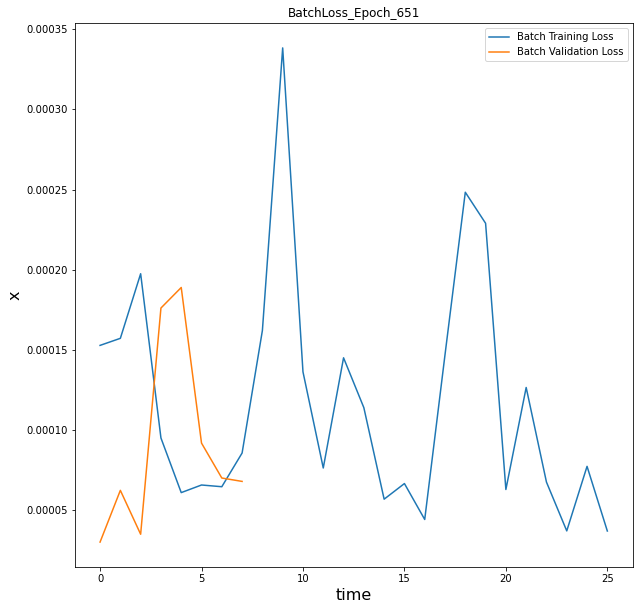 BatchLoss_Epoch_651
Batch Training Loss
Batch Validation Loss
0.00035
0.00030
0.00025
0.00020
0.00015
0.00010
0.00005
x
0 5 10 15 20 25
time